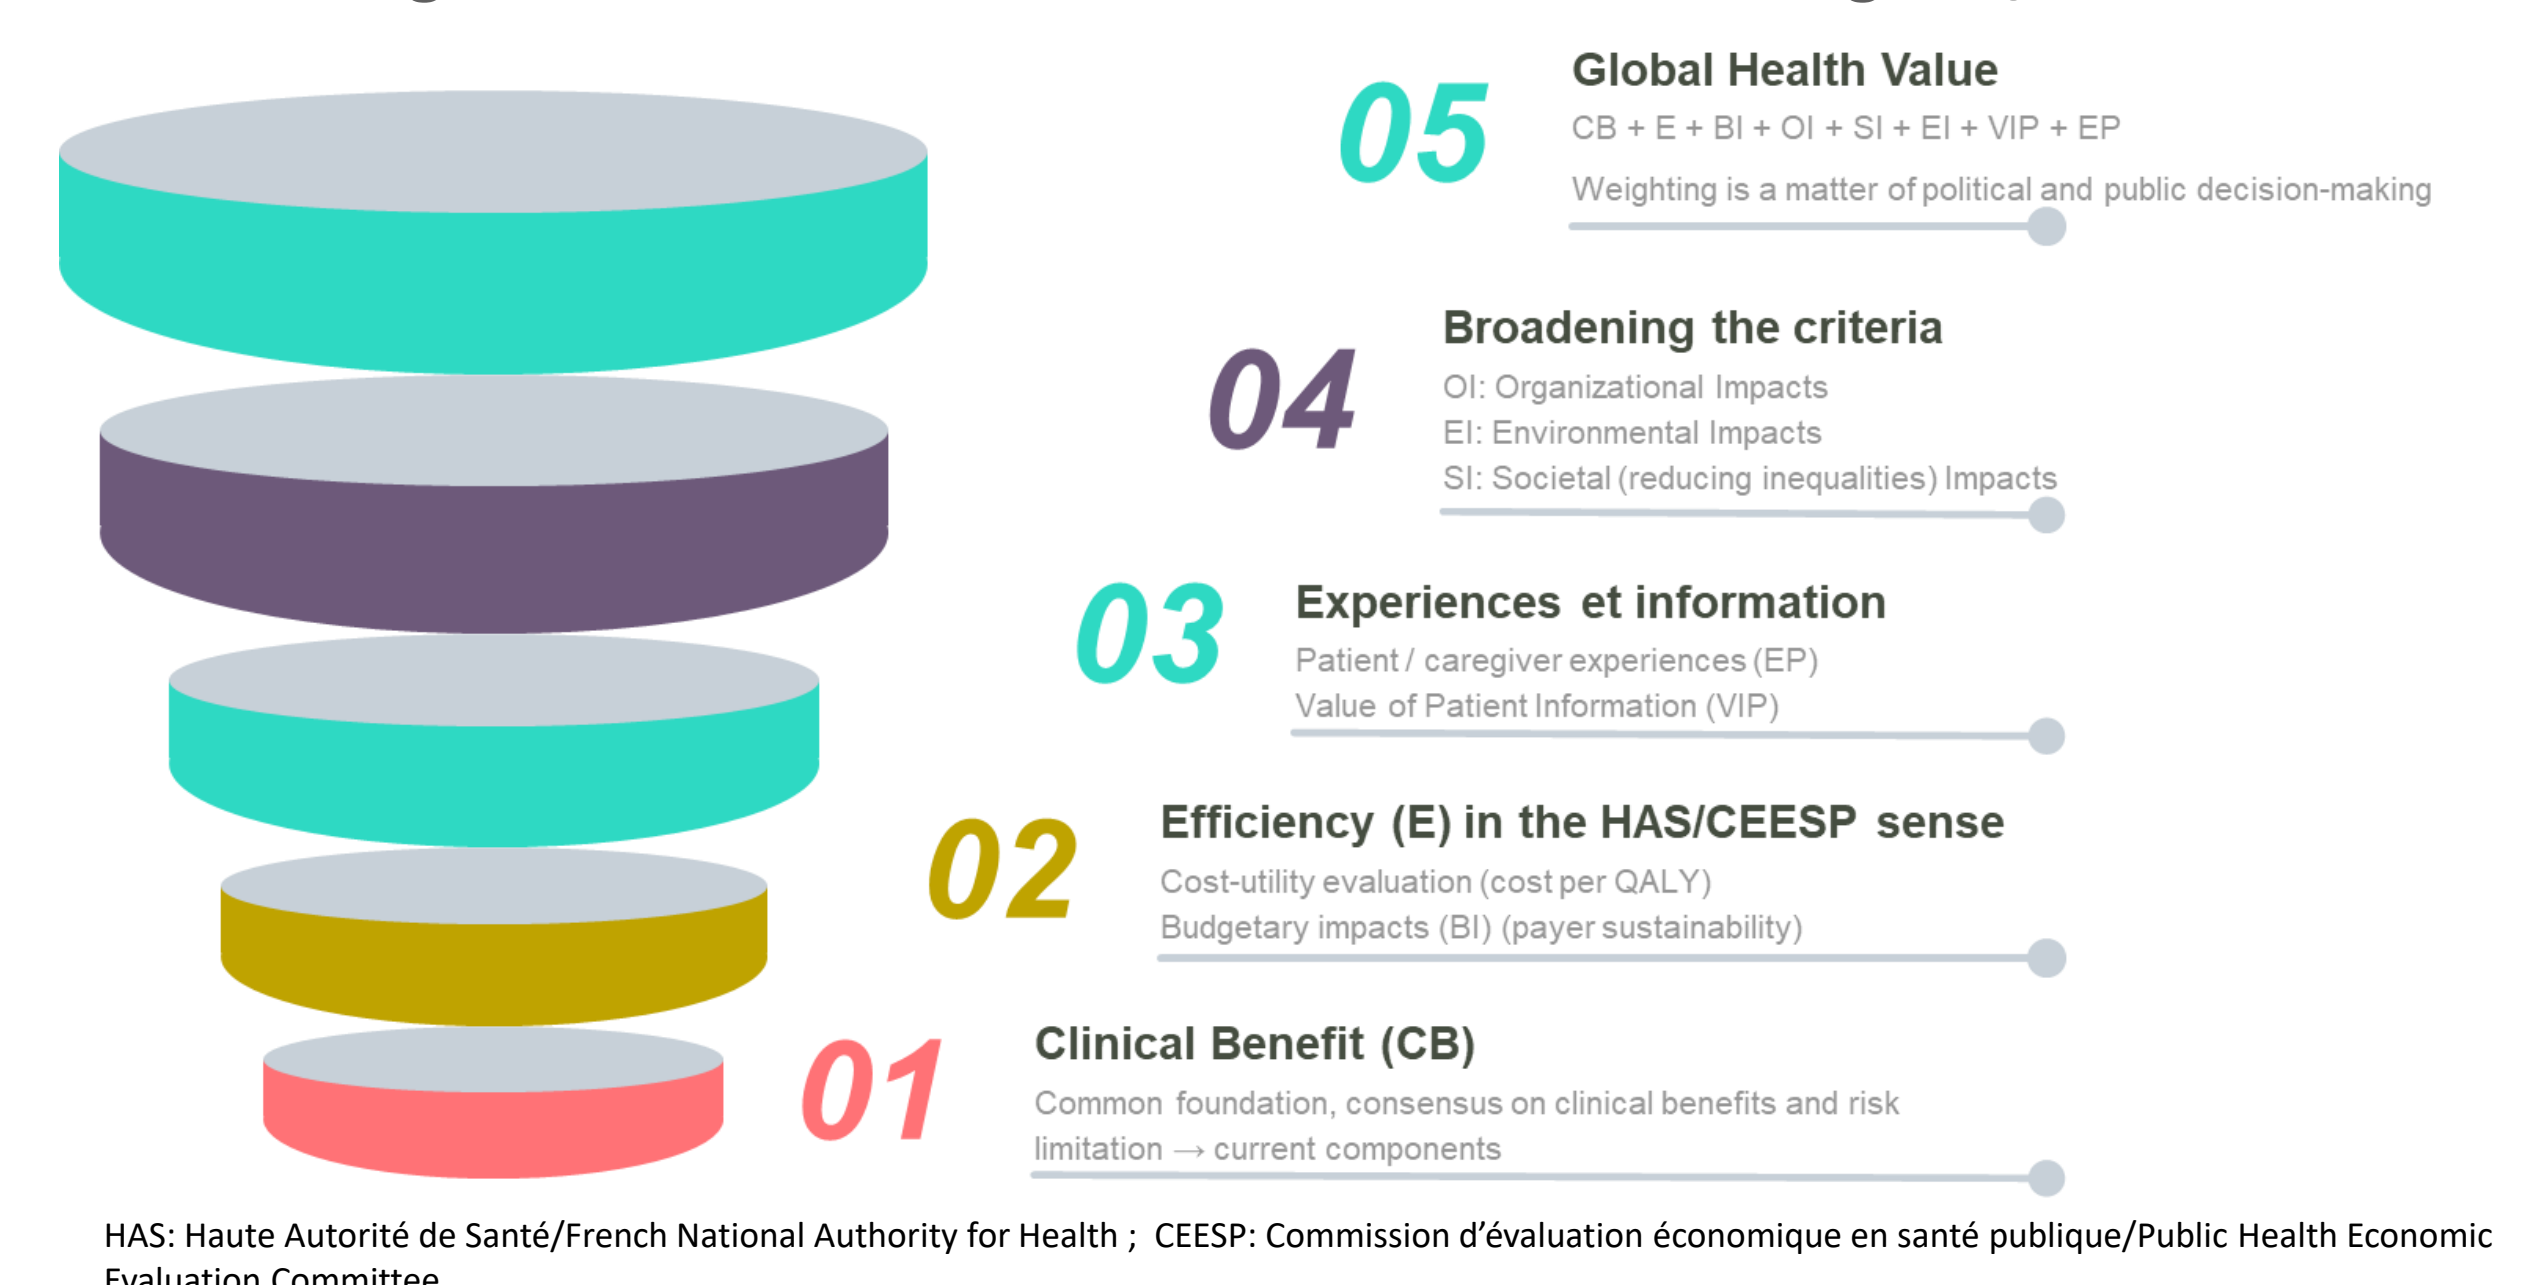 05
Global Health Value
CB + E + BI + OI + SI + EI + VIP + EP
Weighting is a matter of political and public decision-making
04
Broadening the criteria
OI: Organizational Impacts
EI: Environmental Impacts
SI: Societal (reducing inequalities) Impacts
03
Experiences et information
Patient / caregiver experiences (EP)
Value of Patient Information (VIP)
02
Efficiency (E) in the HAS/CEESP sense
Cost-utility evaluation (cost per QALY)
Budgetary impacts (BI) (payer sustainability)
01
Clinical Benefit (CB)
Common foundation, consensus on clinical benefits and risk
limitation → current components
HAS: Haute Autorité de Santé/French National Authority for Health ; CEESP: Commission d’évaluation économique en santé publique/Public Health Economic
Evaluation Committee